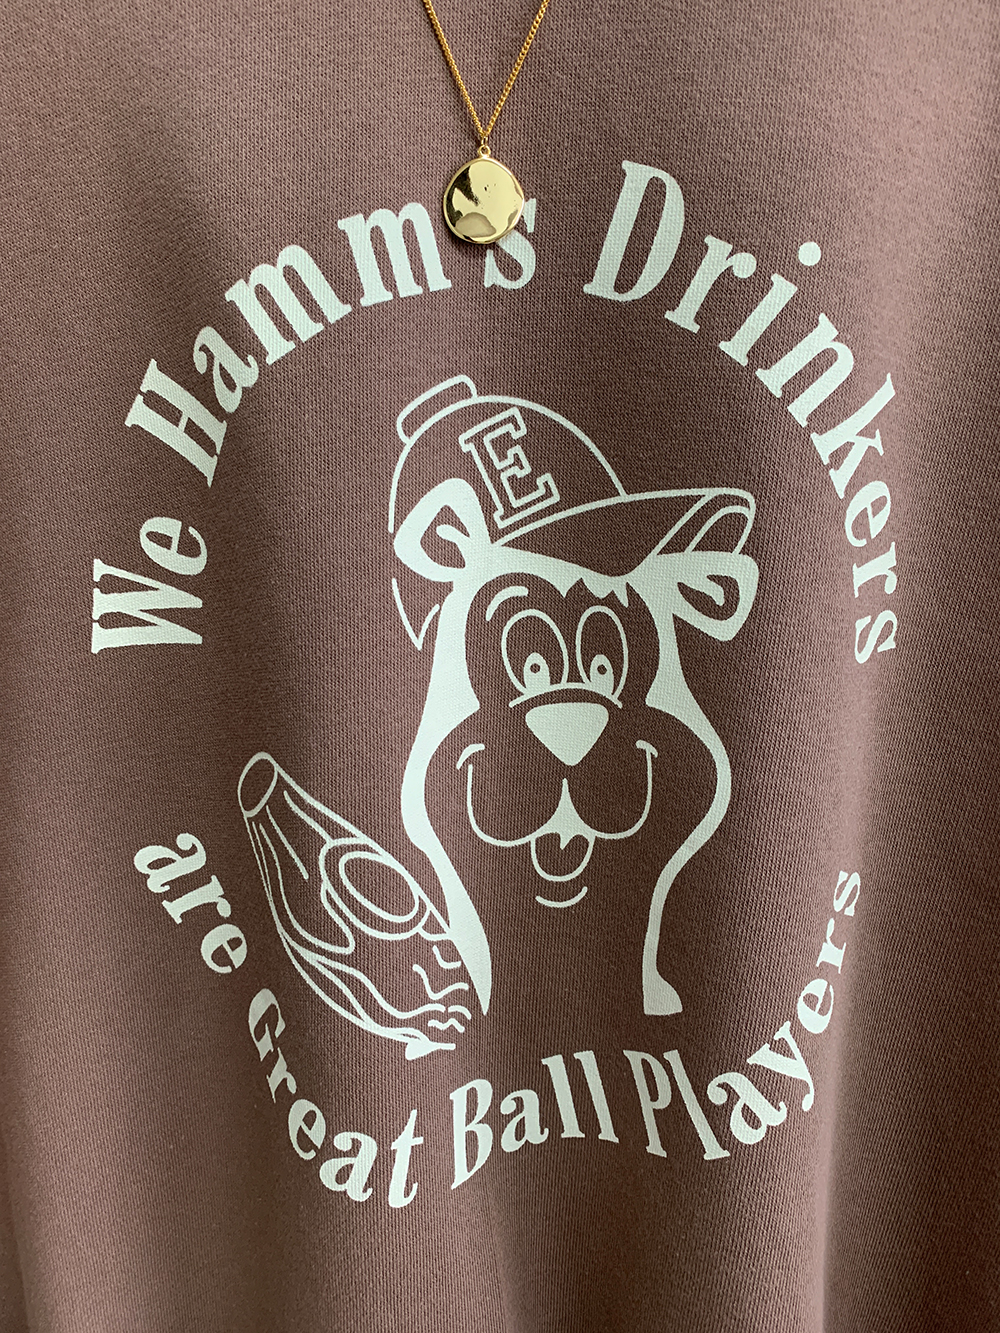 We Hamm's Drinkers
E
are Great Ball Players